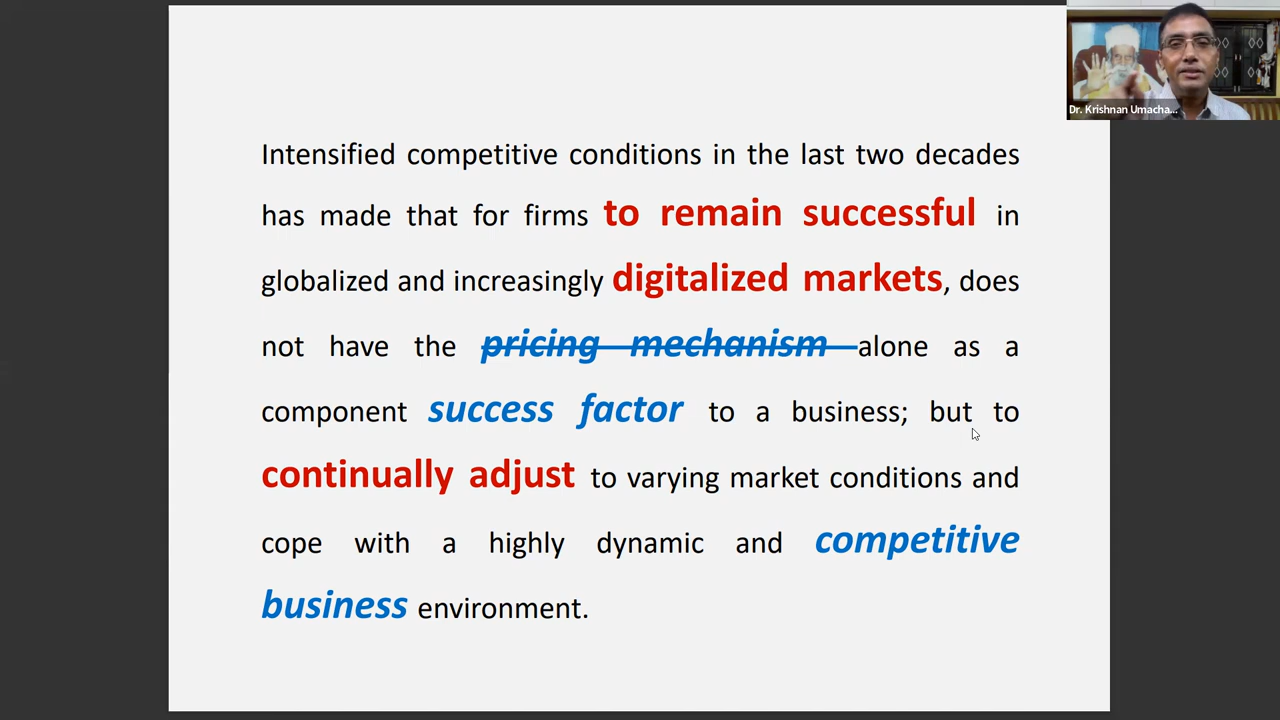 Dr. Krishnan Umacha...
Intensified competitive conditions in the last two decades
has made that for firms to remain successful in
globalized and increasingly digitalized markets, does
not have the pricing mechanism alone as a
component success factor to a business; but to
continually adjust to varying market conditions and
cope with a highly dynamic and competitive
business environment.